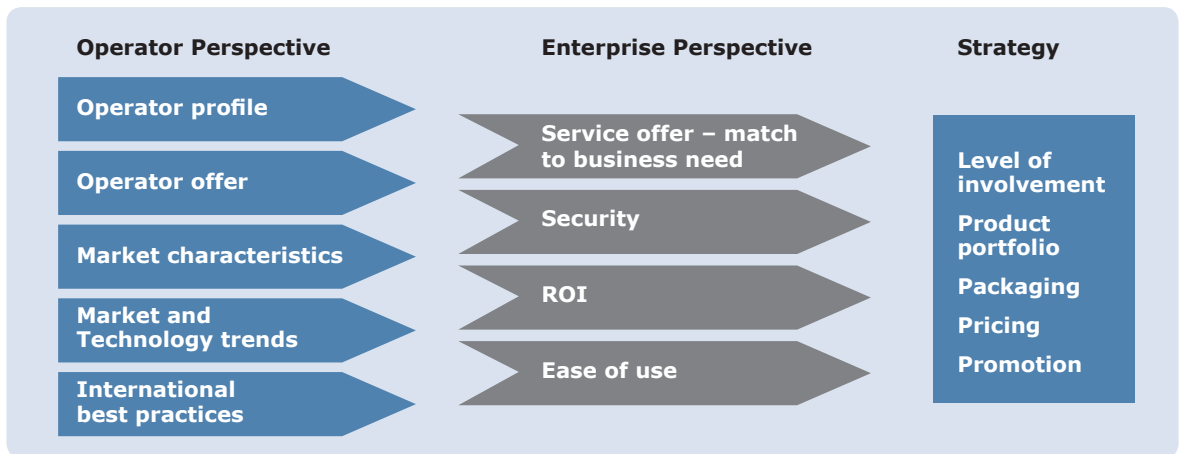 Operator Perspective
Operator profile
Operator offer
Market characteristics
Market and
Technology trends
International
best practices
Enterprise Perspective
Service offer – match
to business need
Security
ROI
Ease of use
Strategy
Level of
involvement
Product
portfolio
Packaging
Pricing
Promotion